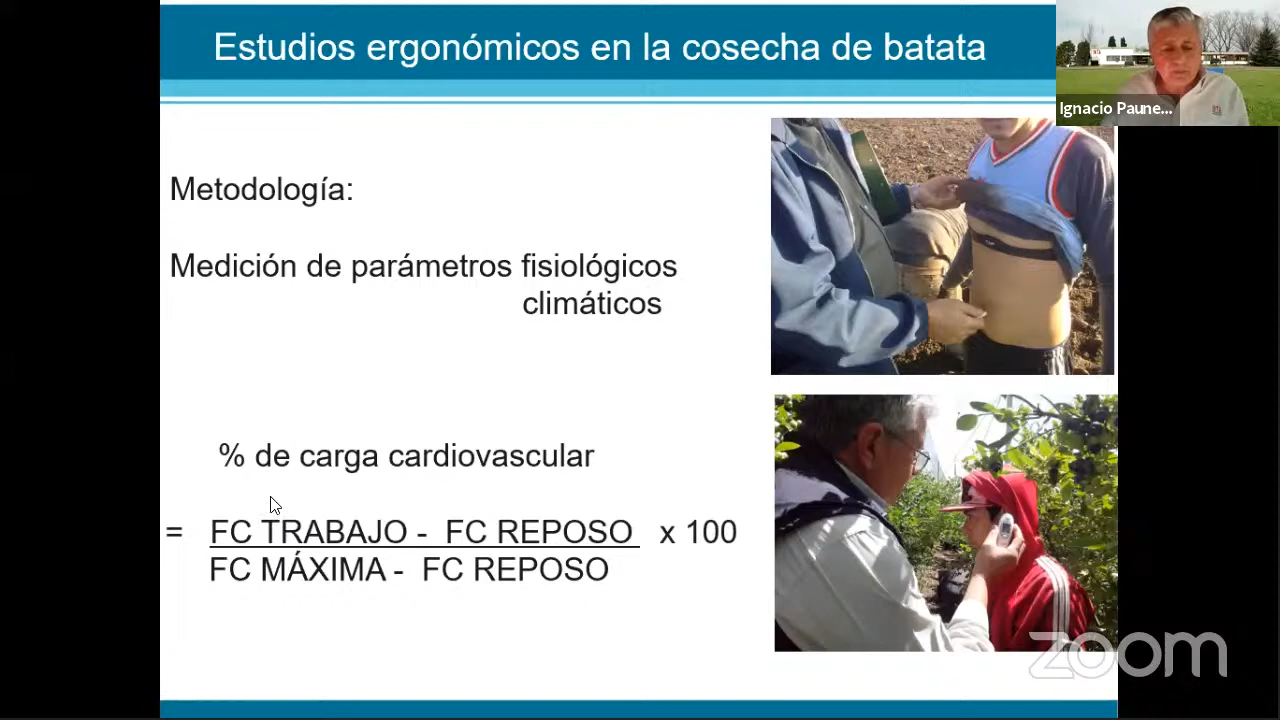 Estudios ergonómicos en la cosecha de batata
Ignacio Paune...
Metodología:
Medición de parámetros fisiológicos
climáticos
% de carga cardiovascular
= FC TRABAJO - FC REPOSO x 100
FC MÁXIMA - FC REPOSO
zoom